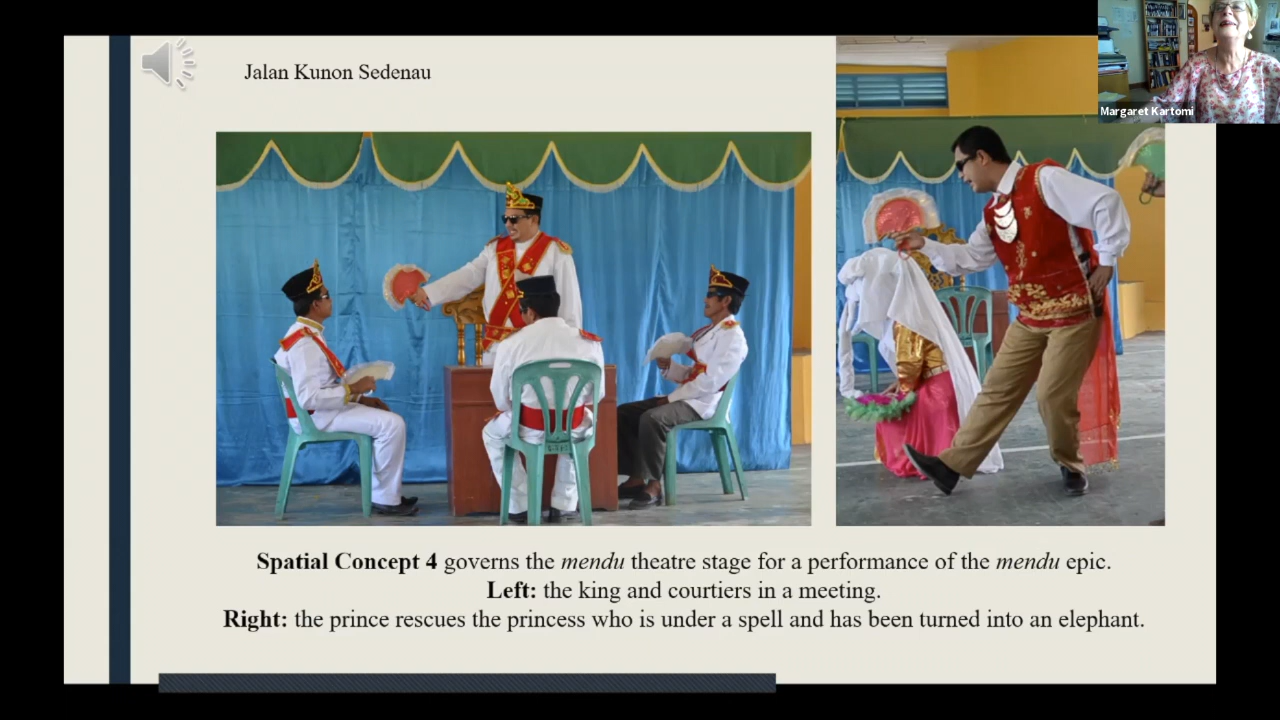 Jalan Kunon Sedenau
Margaret Kartomi
Spatial Concept 4 governs the mendu theatre stage for a performance of the mendu epic.
Left: the king and courtiers in a meeting.
Right: the prince rescues the princess who is under a spell and has been turned into an elephant.